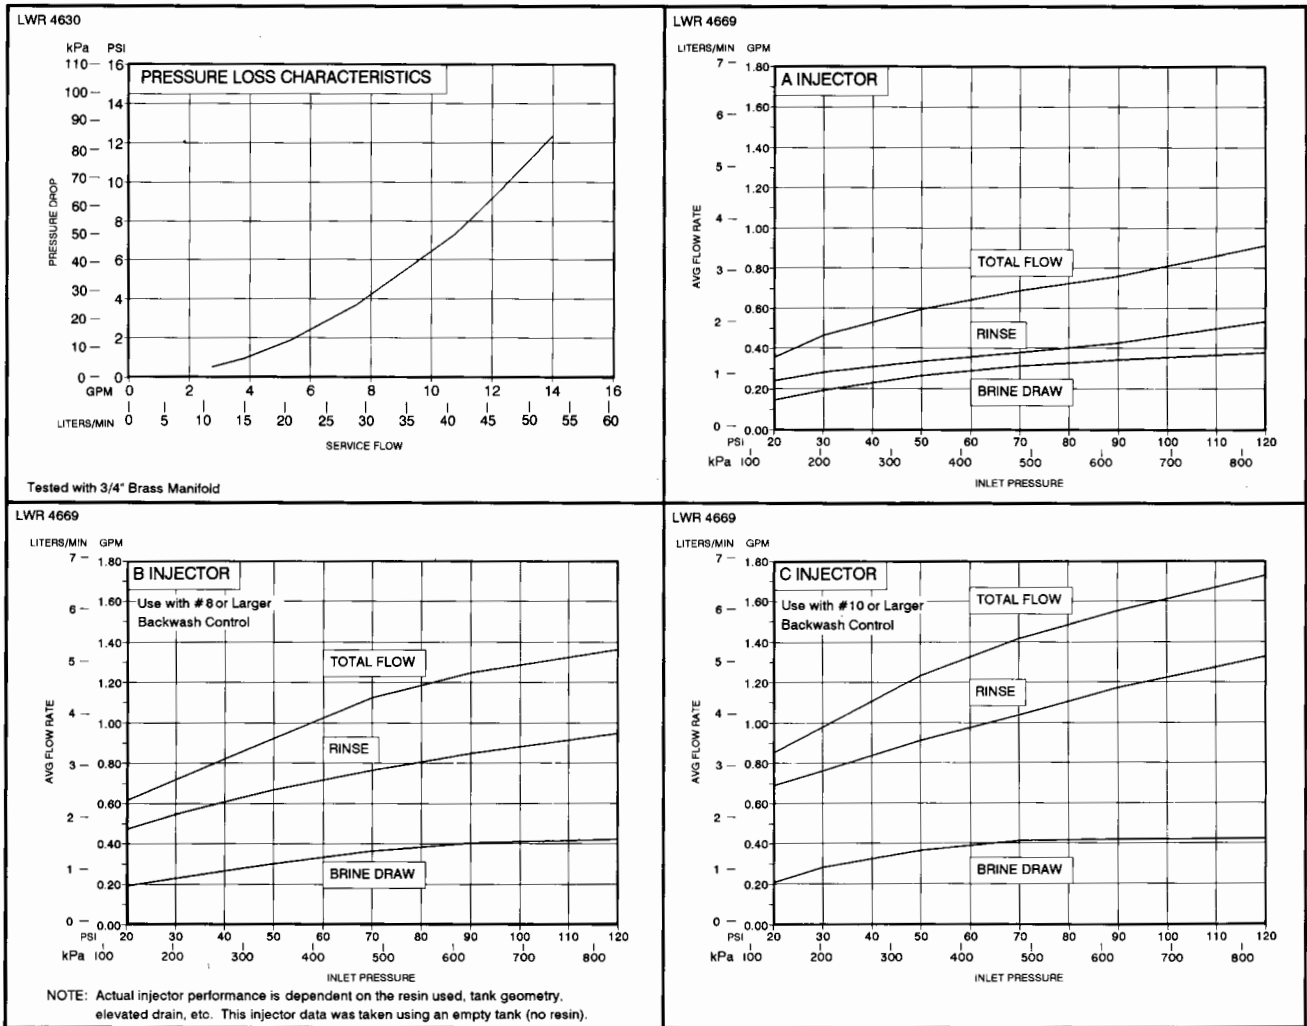 LWR 4630
kPa PSI
PRESSURE LOSS CHARACTERISTICS
110 16
100
14
90
80 12
70
10
60
8
50
40 6
30
4
20
2
10
0 0
PRESSURE DROP
GPM 0 2 4 6 8 10 12 14 16
LITERS/MIN 0 5 10 15 20 25 30 35 40 45 50 55 60
SERVICE FLOW
Tested with 3/4" Brass Manifold
LWR 4669
LITERS/MIN GPM
A INJECTOR
7 1.80
6 1.60
1.40
5
1.20
4
1.00
3 0.80
0.60
2
0.40
1
0.20
0 0.00
AVG FLOW RATE
TOTAL FLOW
RINSE
BRINE DRAW
PSI 20 30 40 50 60 70 80 90 100 110 120
kPa 100 200 300 400 500 600 700 800
INLET PRESSURE
LWR 4669
LITERS/MIN GPM
B INJECTOR
Use with #8 or Larger
Backwash Control
7 1.80
6 1.60
1.40
5
1.20
4
1.00
3 0.80
0.60
2
0.40
1
0.20
0 0.00
AVG FLOW RATE
TOTAL FLOW
RINSE
BRINE DRAW
PSI 20 30 40 50 60 70 80 90 100 110 120
kPa 100 200 300 400 500 600 700 800
INLET PRESSURE
NOTE: Actual injector performance is dependent on the resin used, tank geometry,
elevated drain, etc. This injector data was taken using an empty tank (no resin).
LWR 4669
LITERS/MIN GPM
C INJECTOR
Use with #10 or Larger
Backwash Control
7 1.80
6 1.60
1.40
5
1.20
4
1.00
3 0.80
0.60
2
0.40
1
0.20
0 0.00
AVG FLOW RATE
TOTAL FLOW
RINSE
BRINE DRAW
PSI 20 30 40 50 60 70 80 90 100 110 120
kPa 100 200 300 400 500 600 700 800
INLET PRESSURE